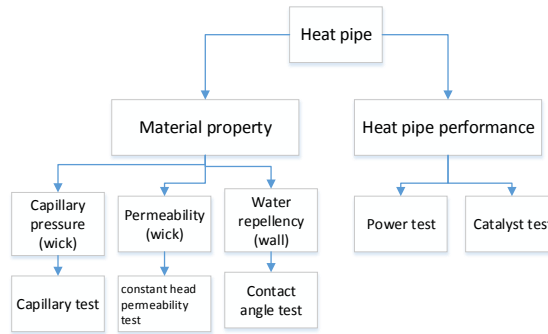 Heat pipe
Material property
Heat pipe performance
Capillary
pressure
(wick)
Permeability
(wick)
Water
repellency
(wall)
Power test
Catalyst test
Capillary test
constant head
permeability
test
Contact
angle test